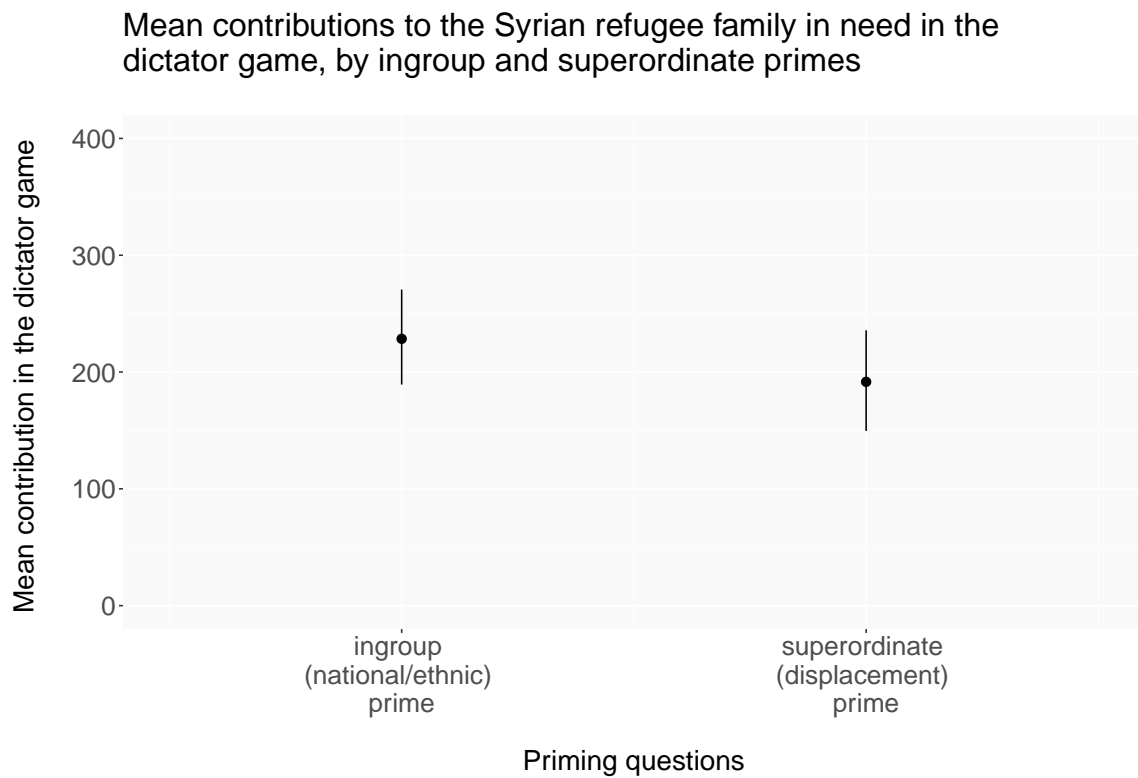 Mean contributions to the Syrian refugee family in need in the
dictator game, by ingroup and superordinate primes
Mean contribution in the dictator game
400
300
200
100
0
ingroup
(national/ethnic)
prime
superordinate
(displacement)
prime
Priming questions